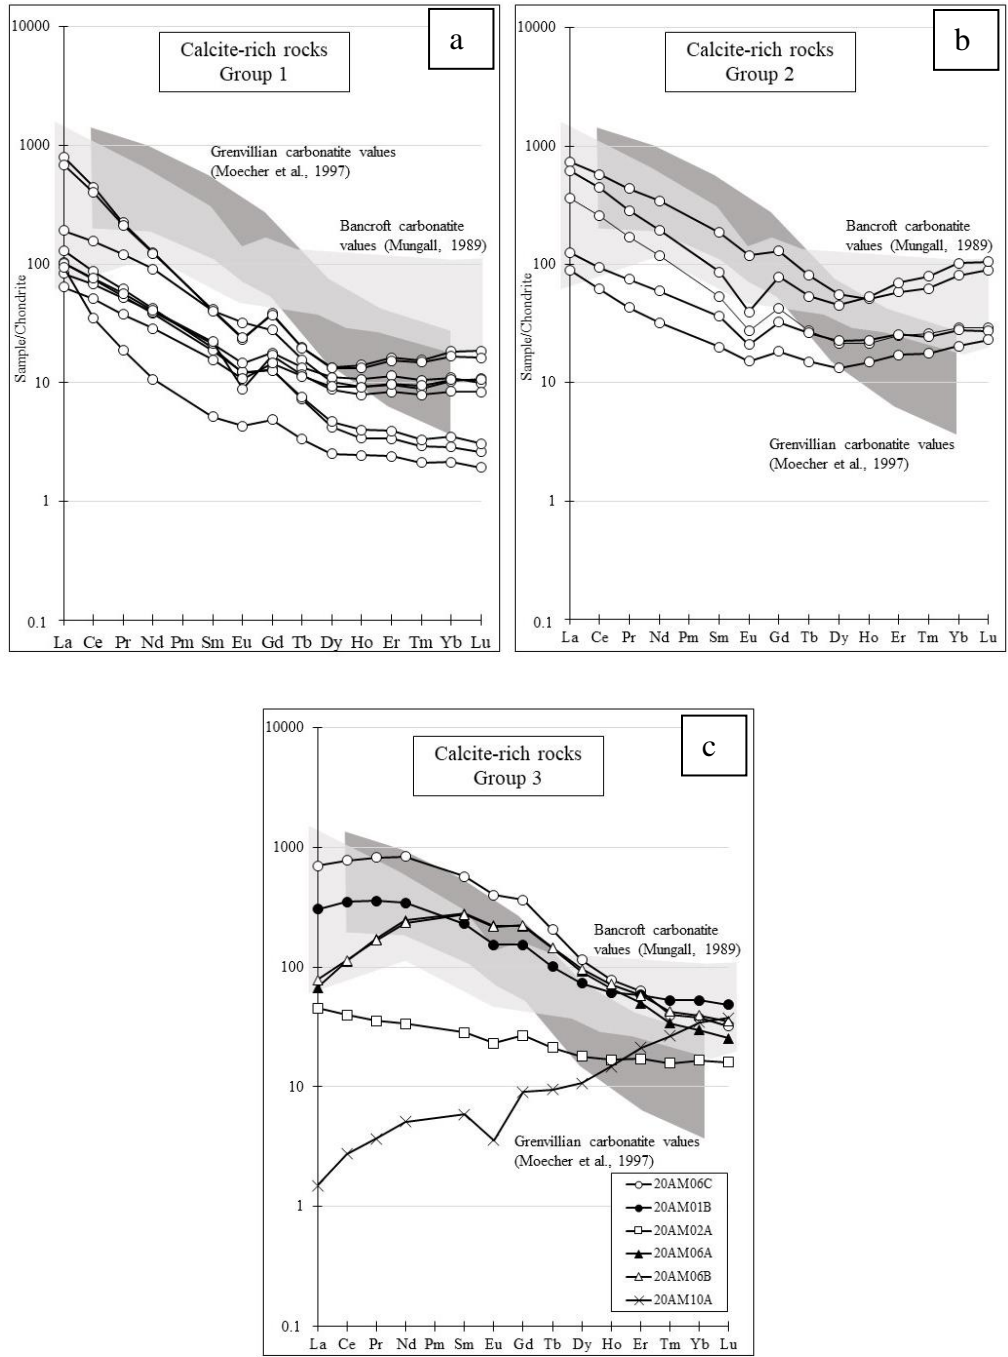 a
Calcite-rich rocks
Group 1
10000
1000
100
10
1
0.1
Sample/Chondrite
Grenvillian carbonatite values
(Moecher et al., 1997)
Bancroft carbonatite
values (Mungall, 1989)
La Ce Pr Nd Pm Sm Eu Gd Tb Dy Ho Er Tm Yb Lu
b
Calcite-rich rocks
Group 2
10000
1000
100
10
1
0.1
Sample/Chondrite
Bancroft carbonatite
values (Mungall, 1989)
Grenvillian carbonatite values
(Moecher et al., 1997)
La Ce Pr Nd Pm Sm Eu Gd Tb Dy Ho Er Tm Yb Lu
c
Calcite-rich rocks
Group 3
10000
1000
100
10
1
0.1
Bancroft carbonatite
values (Mungall, 1989)
Grenvillian carbonatite values
(Moecher et al., 1997)
20AM06C
20AM01B
20AM02A
20AM06A
20AM06B
20AM10A
La Ce Pr Nd Pm Sm Eu Gd Tb Dy Ho Er Tm Yb Lu